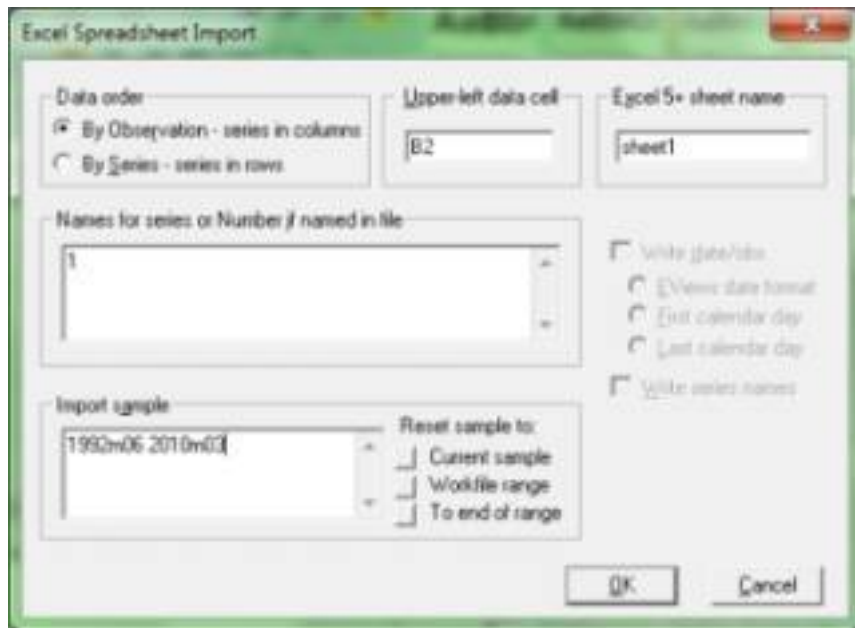 Excel Spreadsheet Import
Data order
By Observation - series in columns
By Series - series in rows
Upper-left data cell
B2
Excel 5+ sheet name
sheet1
Names for series or Number if named in file
1
Write date/obs
EViews date format
First calendar day
Last calendar day
Write series names
Import sample
1992m06 2010m03
Reset sample to:
Current sample
Workfile range
To end of range
OK
Cancel